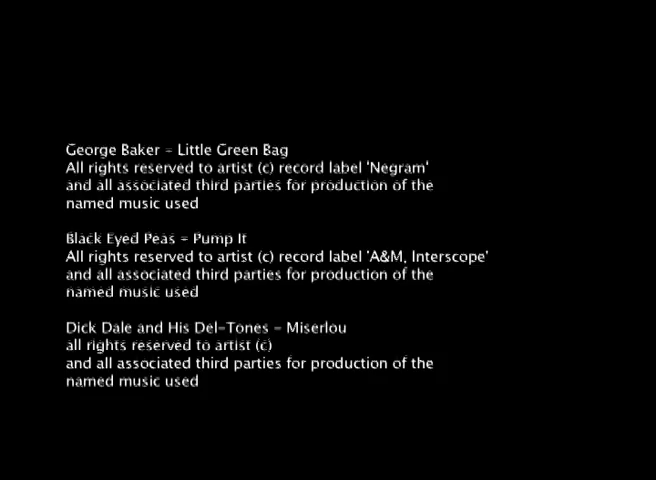 George Baker - Little Green Bag
All rights reserved to artist (c) record label 'Negram'
and all associated third parties for production of the
named music used
Black Eyed Peas - Pump It
All rights reserved to artist (c) record label 'A&M, Interscope'
and all associated third parties for production of the
named music used
Dick Dale and His Del-Tones - Miserlou
all rights reserved to artist (c)
and all associated third parties for production of the
named music used